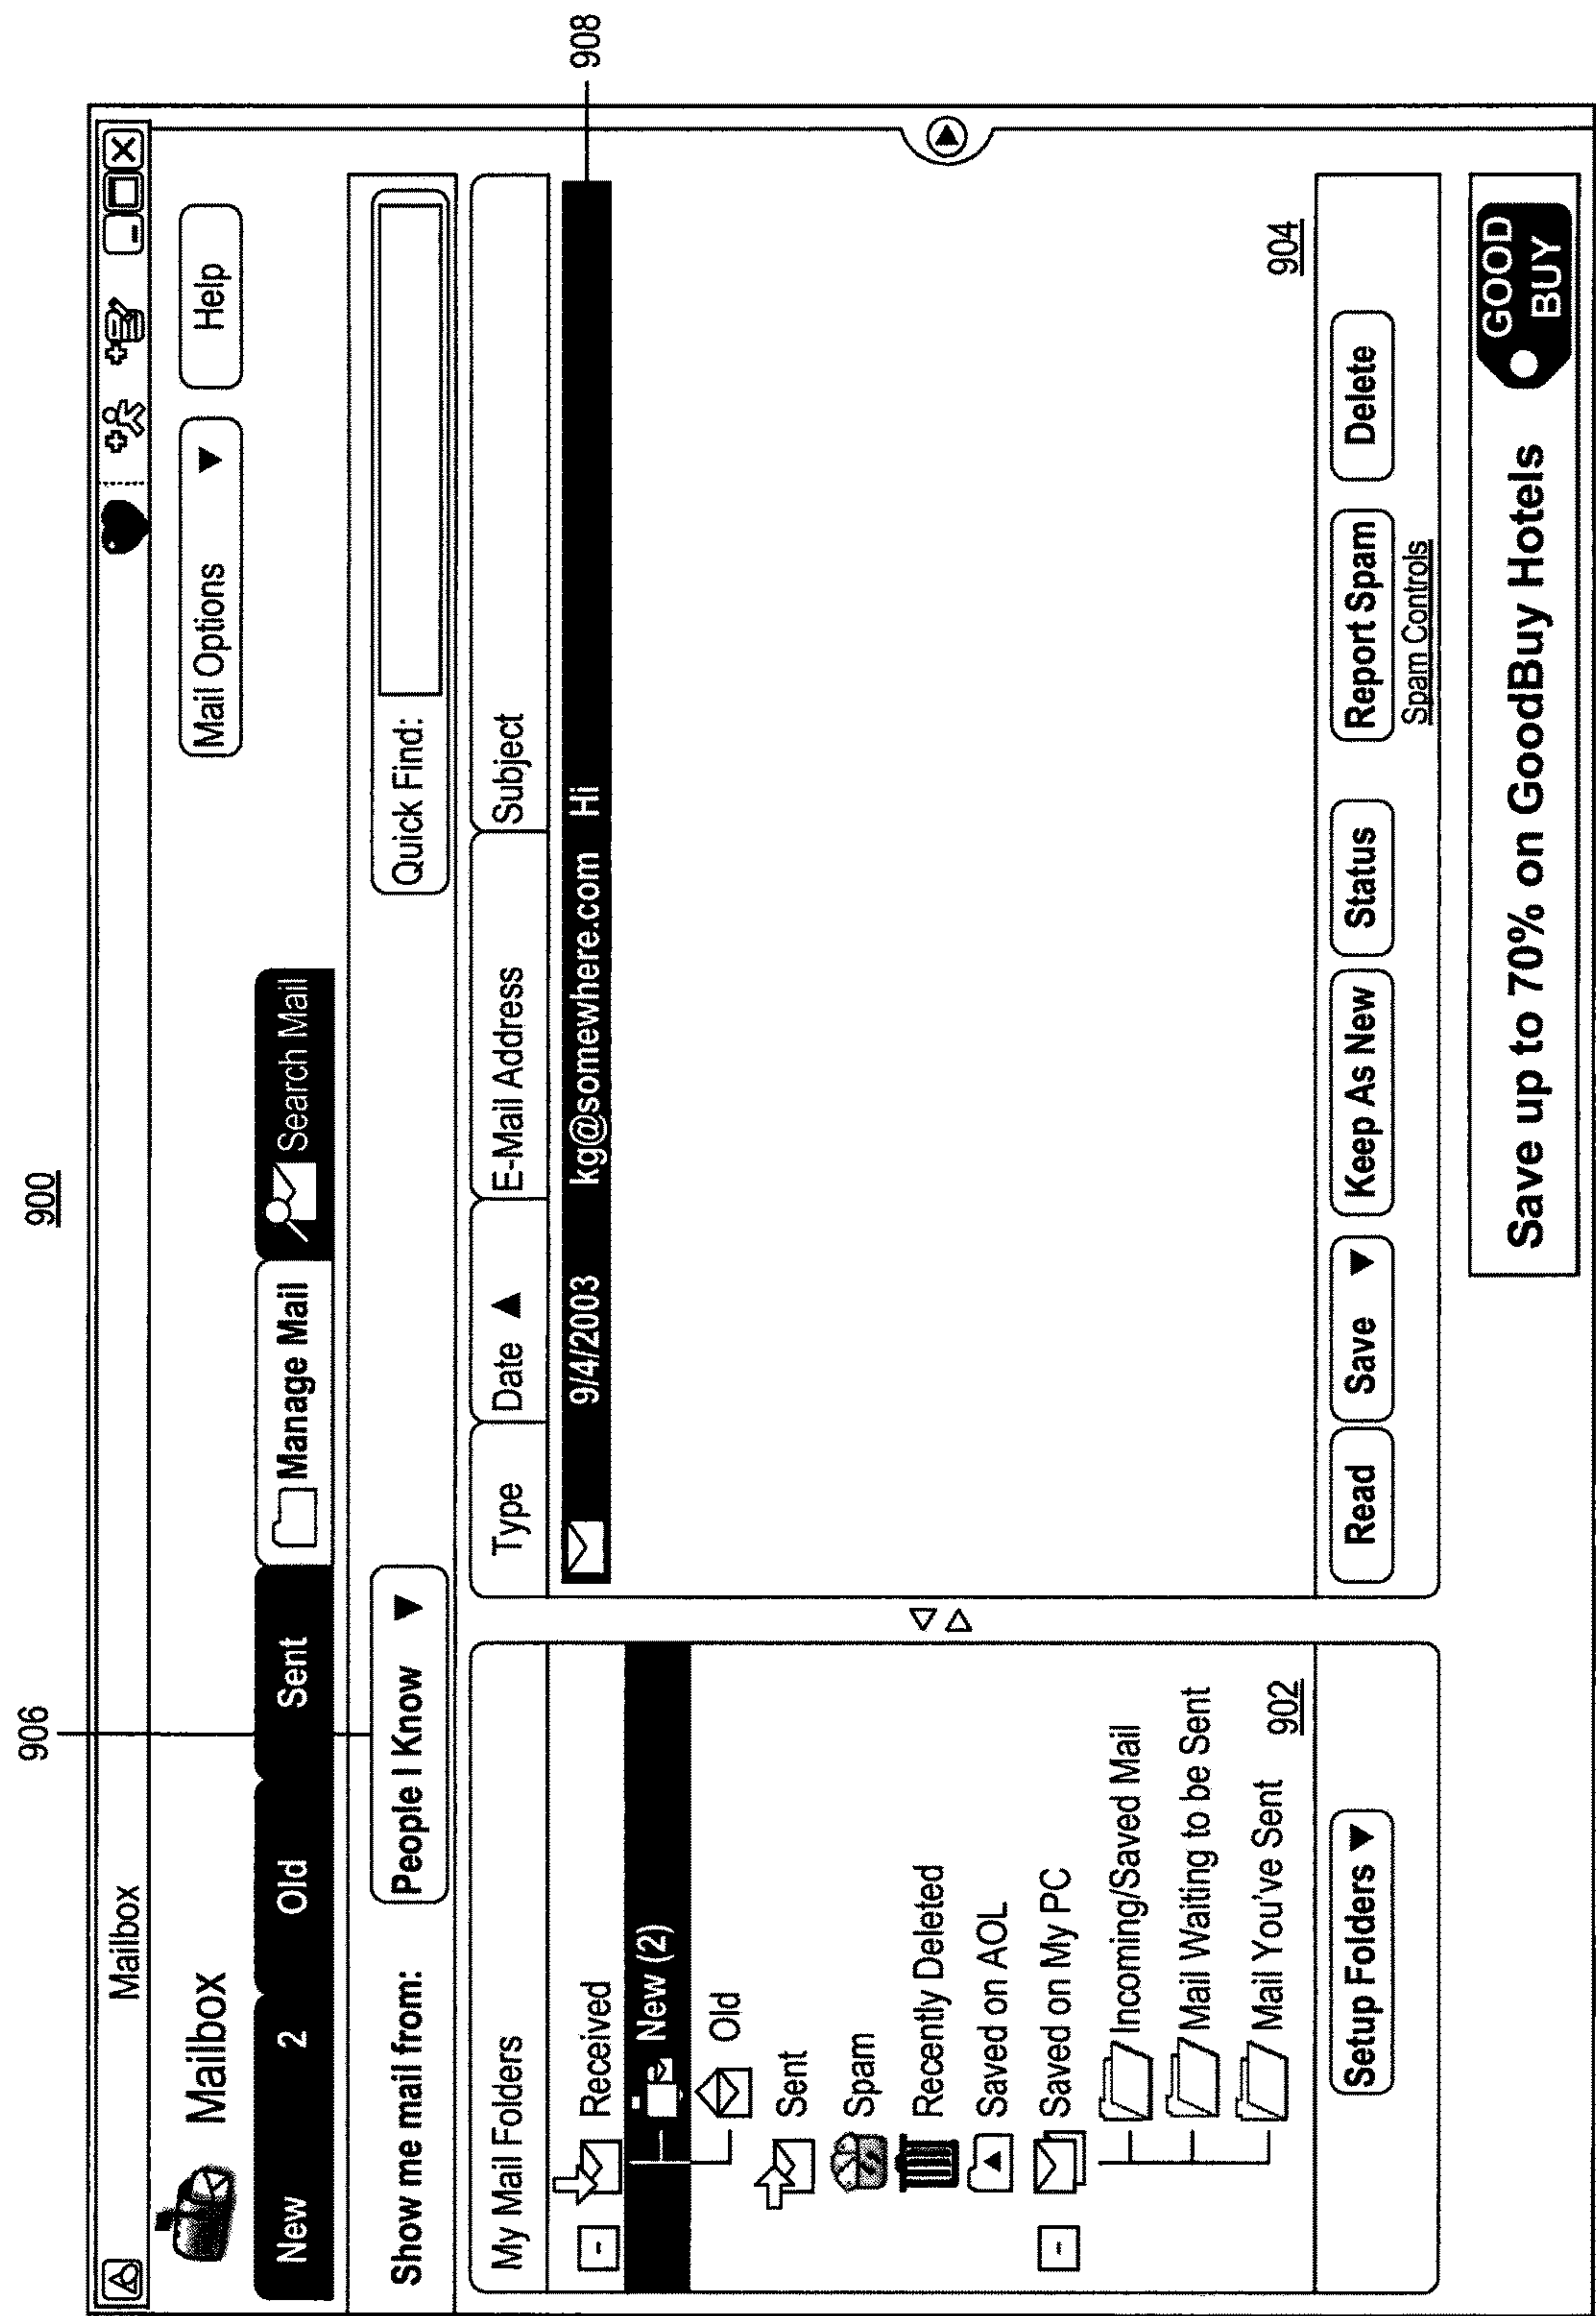 900
906
Mailbox
Mailbox
Mail Options ▼ Help
New 2 Old Sent Manage Mail Search Mail
Show me mail from: People I Know ▼ Quick Find:
My Mail Folders
Received
New (2)
Old
Sent
Spam
Recently Deleted
Saved on AOL
Saved on My PC
Incoming/Saved Mail
Mail Waiting to be Sent
Mail You've Sent
902
Setup Folders ▼
Type Date ▲ E-Mail Address Subject
9/4/2003 kg@somewhere.com Hi
908
904
Read Save ▼ Keep As New Status Report Spam Delete
Spam Controls
Save up to 70% on GoodBuy Hotels
GOOD
BUY